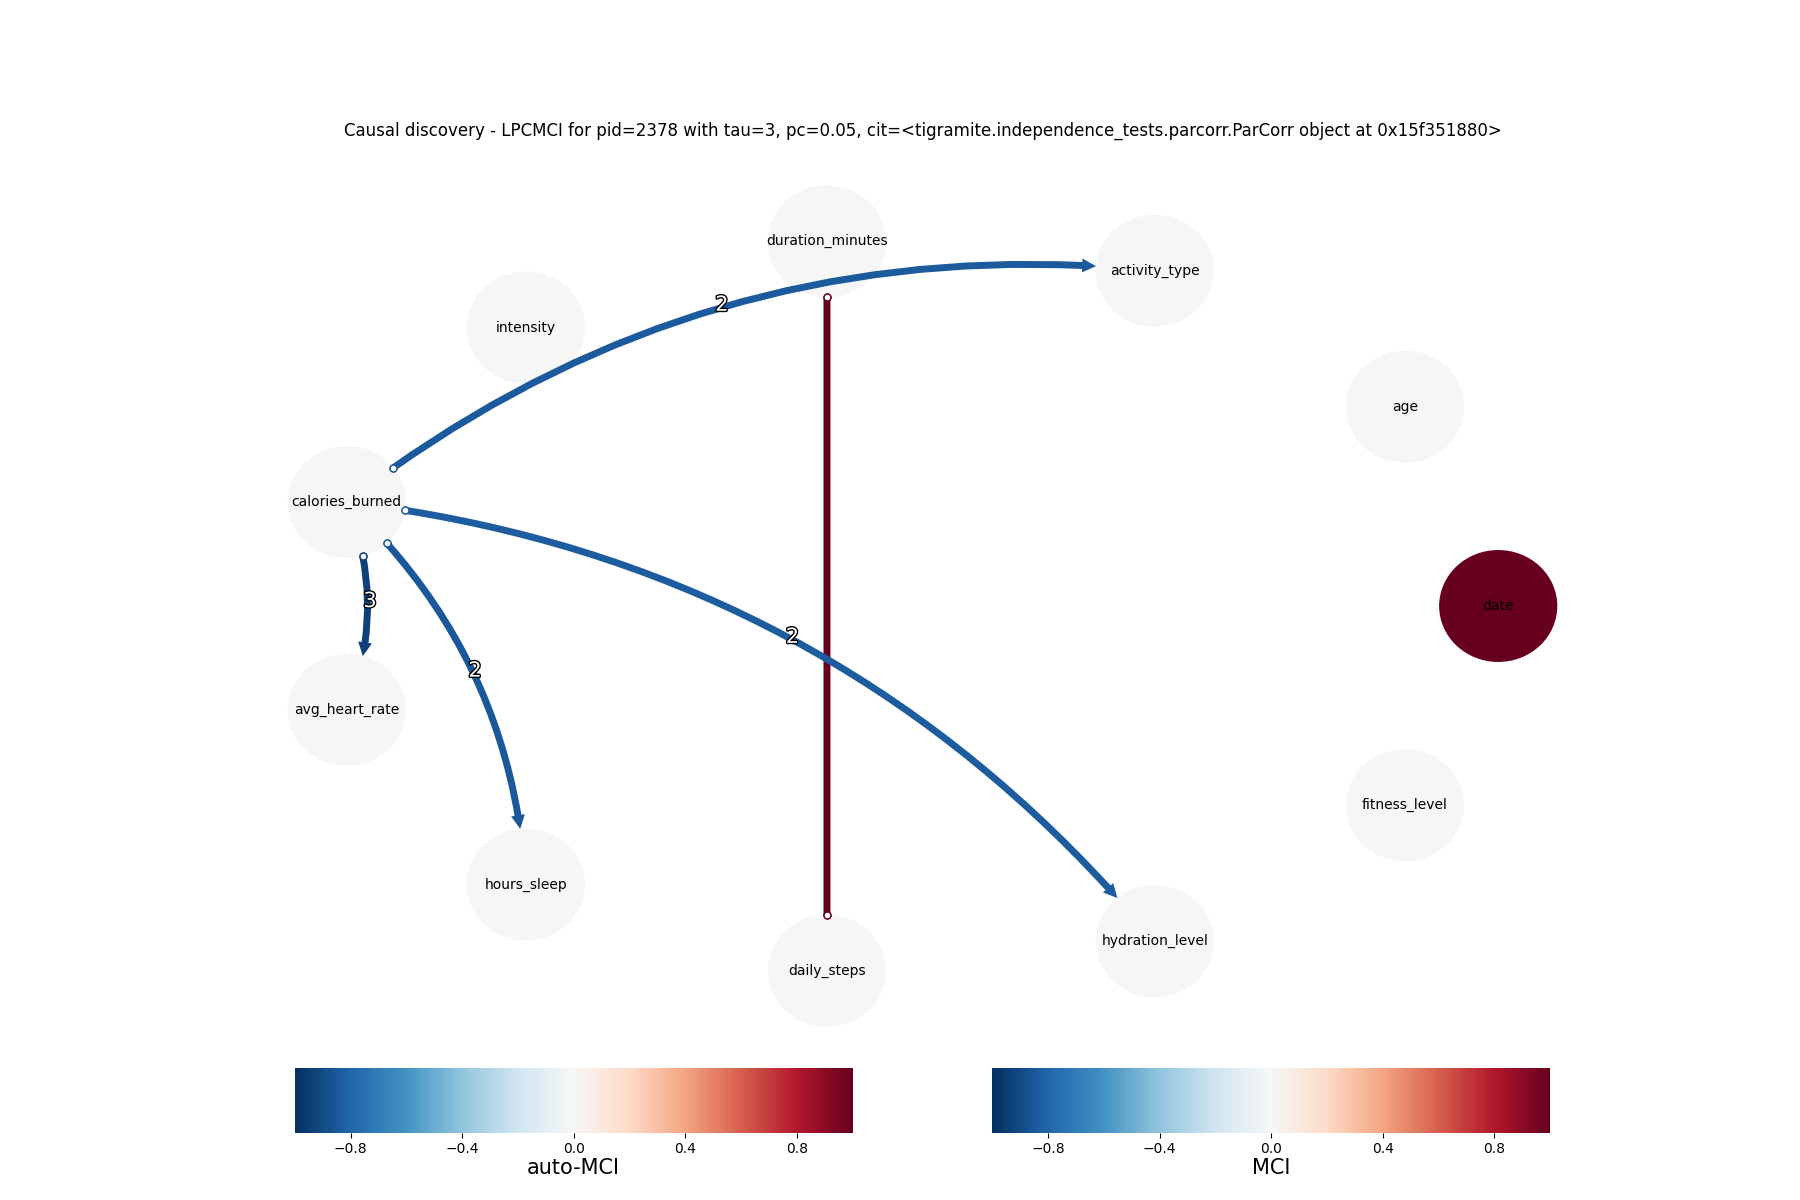 Causal discovery - LPCMCI for pid=2378 with tau=3, pc=0.05, cit=<tigramite.independence_tests.parcorr.ParCorr object at 0x15f351880>
duration_minutes
activity_type
2
intensity
age
calories_burned
3
date
2
2
avg_heart_rate
fitness_level
hours_sleep
hydration_level
daily_steps
−0.8 −0.4 0.0 0.4 0.8
auto-MCI
−0.8 −0.4 0.0 0.4 0.8
MCI